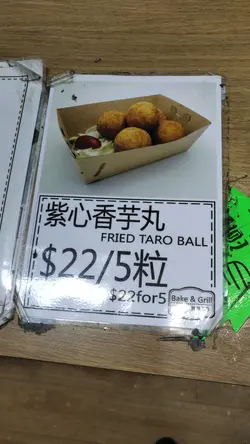 紫心香芋丸
FRIED TARO BALL
$22/5粒
$22for5
Bake & Grill